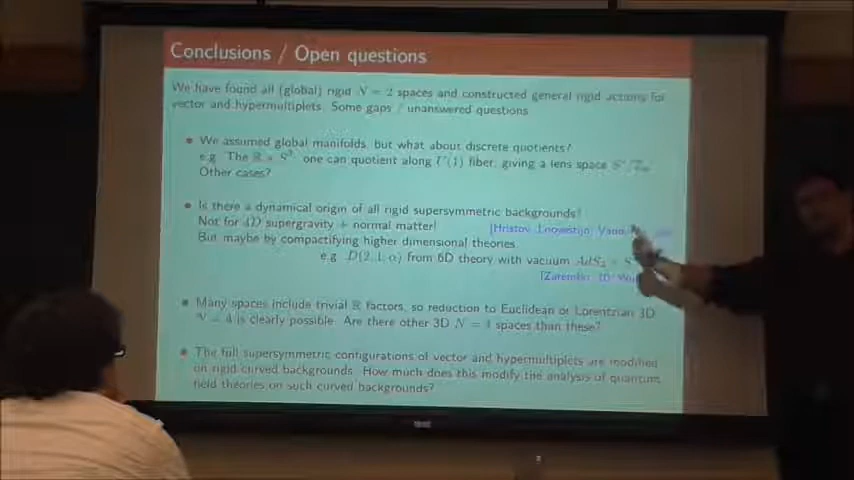 Conclusions / Open questions
We have found all (global) rigid N = 2 spaces and constructed general rigid actions for
vector and hypermultiplets. Some gaps / unanswered questions
We assumed global manifolds, but what about discrete quotients?
e.g. The ℝ × S³, one can quotient along U(1) fiber, giving a lens space
Other cases?
Is there a dynamical origin of all rigid supersymmetric backgrounds?
Not for 4D supergravity + normal matter! [Hristov, Looyestijn,
But maybe by compactifying higher dimensional theories.
e.g. D(2, 1, α) from 6D theory with vacuum
Many spaces include trivial ℝ factors, so reduction to Euclidean or Lorentzian 3D
N = 4 is clearly possible. Are there other 3D N = 4 spaces than these?
The full supersymmetric configurations of vector and hypermultiplets are modified
on rigid curved backgrounds. How much does this modify the analysis of quantum
field theories on such curved backgrounds?